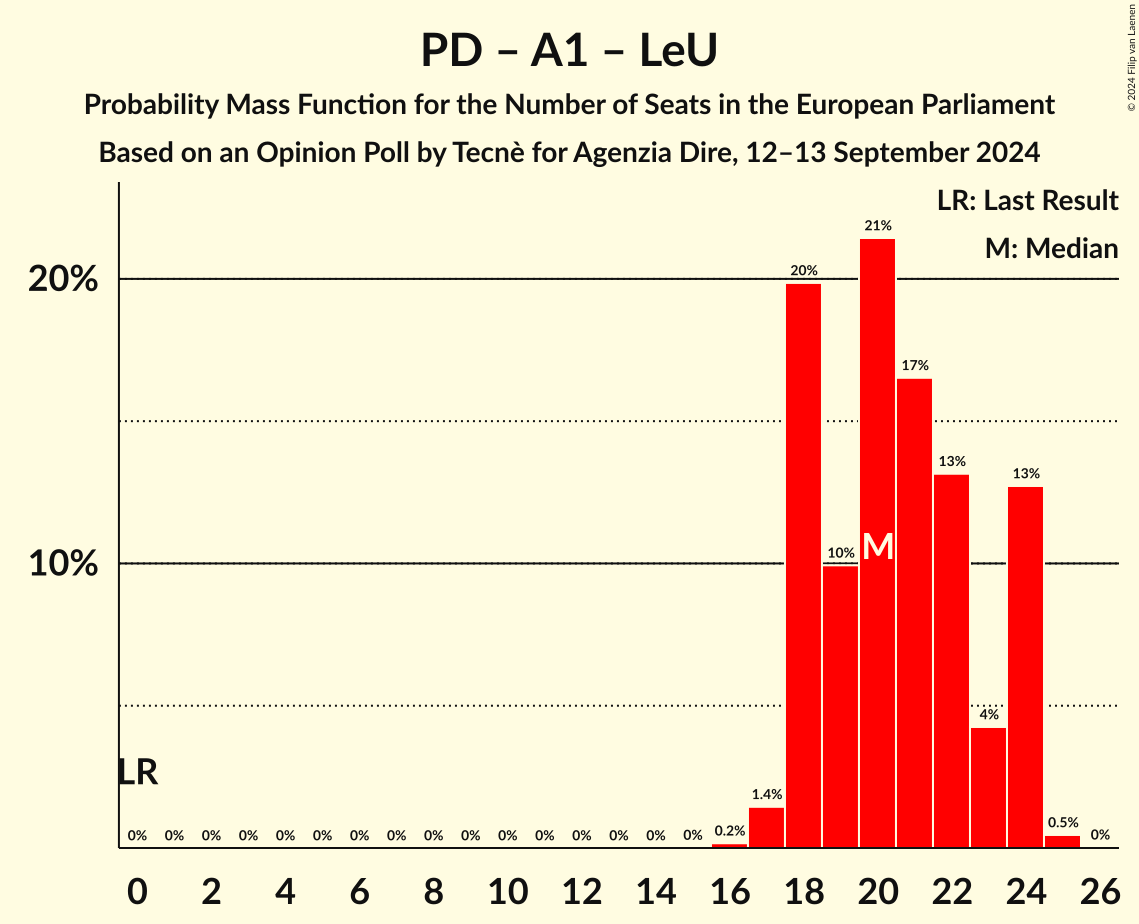 PD – A1 – LeU
Probability Mass Function for the Number of Seats in the European Parliament
Based on an Opinion Poll by Tecnè for Agenzia Dire, 12–13 September 2024
© 2024 Filip van Laenen
LR: Last Result
M: Median
21%
20%
20%
17%
13%
13%
10%
10%
M
4%
LR
1.4%
0.2%
0.5%
0% 0% 0% 0% 0% 0% 0% 0% 0% 0% 0% 0% 0% 0% 0% 0% 0%
0 2 4 6 8 10 12 14 16 18 20 22 24 26